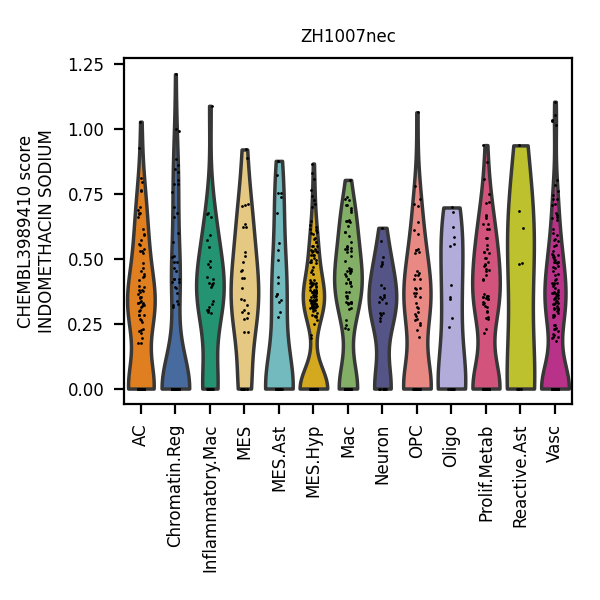 ZH1007nec
CHEMBL3989410 score
INDOMETHACIN SODIUM
1.25
1.00
0.75
0.50
0.25
0.00
AC
Chromatin.Reg
Inflammatory.Mac
MES
MES.Ast
MES.Hyp
Mac
Neuron
OPC
Oligo
Prolif.Metab
Reactive.Ast
Vasc